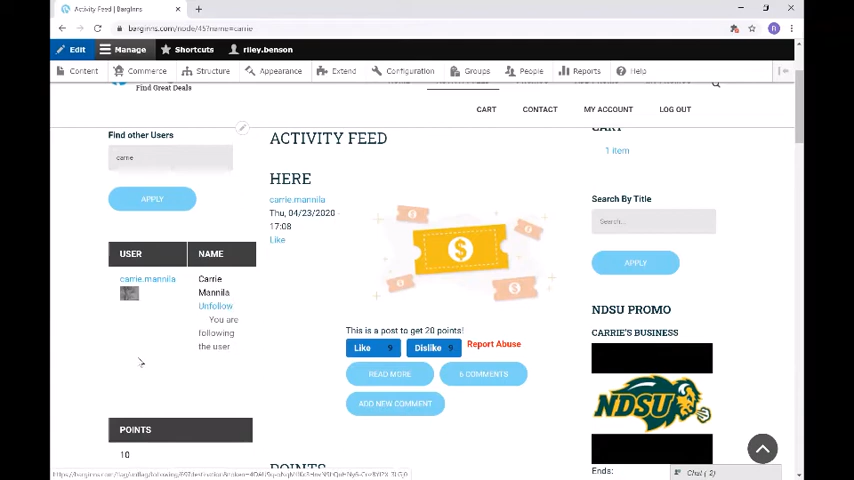 Activity Feed | BargInns
barginns.com/node/45?name=carrie
Edit Manage Shortcuts riley.benson
Content Commerce Structure Appearance Extend Configuration Groups People Reports Help
Find Great Deals
CART CONTACT MY ACCOUNT LOG OUT
Find other Users
carrie
APPLY
USER NAME
carrie.mannila
Carrie
Mannila
Unfollow
You are
following
the user
POINTS
10
ACTIVITY FEED
HERE
carrie.mannila
Thu, 04/23/2020 -
17:08
Like
This is a post to get 20 points!
Like 9 Dislike 9 Report Abuse
READ MORE 6 COMMENTS
ADD NEW COMMENT
POINTS
CART
1 item
Search By Title
Search...
APPLY
NDSU PROMO
CARRIE'S BUSINESS
NDSU
Ends:
Chat (2)